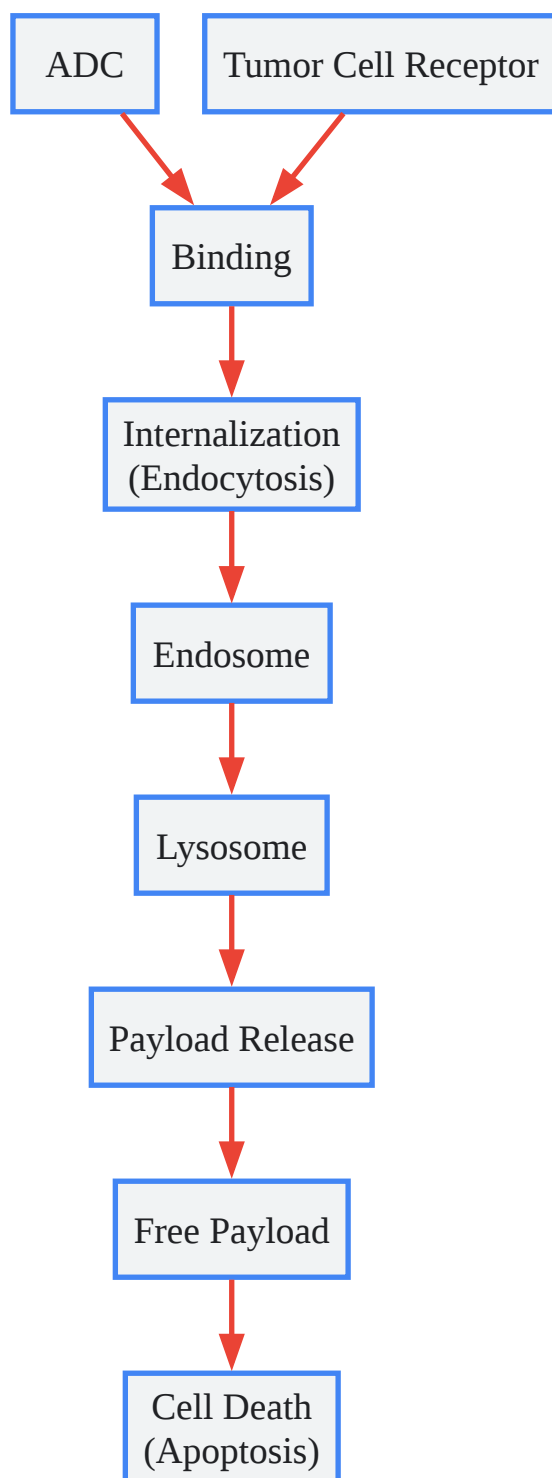 ADC
Tumor Cell Receptor
Binding
Internalization
(Endocytosis)
Endosome
Lysosome
Payload Release
Free Payload
Cell Death
(Apoptosis)